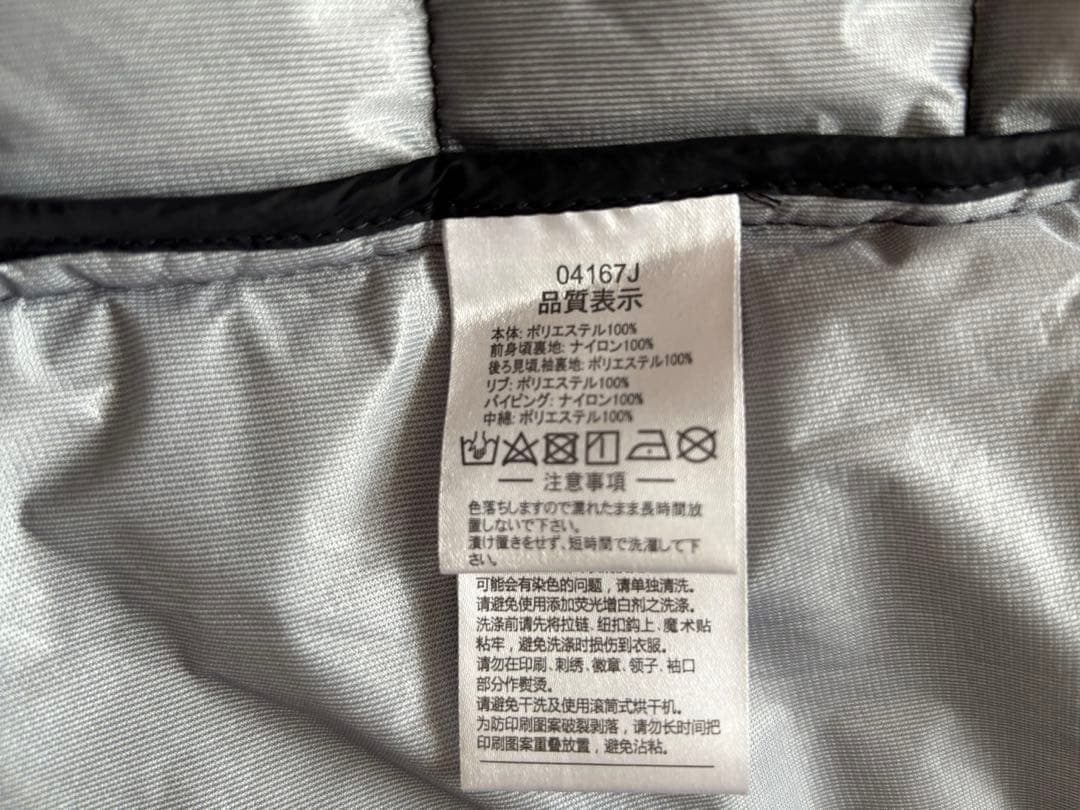 04167J
品質表示
本体: ポリエステル100%
前身頃裏地: ナイロン100%
後ろ見頃,袖裏地: ポリエステル100%
リブ: ポリエステル100%
パイピング: ナイロン100%
中綿: ポリエステル100%
注意事項
色落ちしますので濡れたまま長時間放
置しないで下さい。
漬け置きをせず、短時間で洗濯して下
さい。
可能会有染色的问题，请单独清洗。
请避免使用添加荧光增白剂之洗涤。
洗涤前请先将拉链、纽扣鈎上、魔术贴
粘牢，避免洗涤时损伤到衣服。
请勿在印刷、刺绣、徽章、领子、袖口
部分作熨烫。
请避免干洗及使用滚筒式烘干机。
为防印刷图案破裂剥落，请勿长时间把
印刷图案重叠放置，避免沾粘。